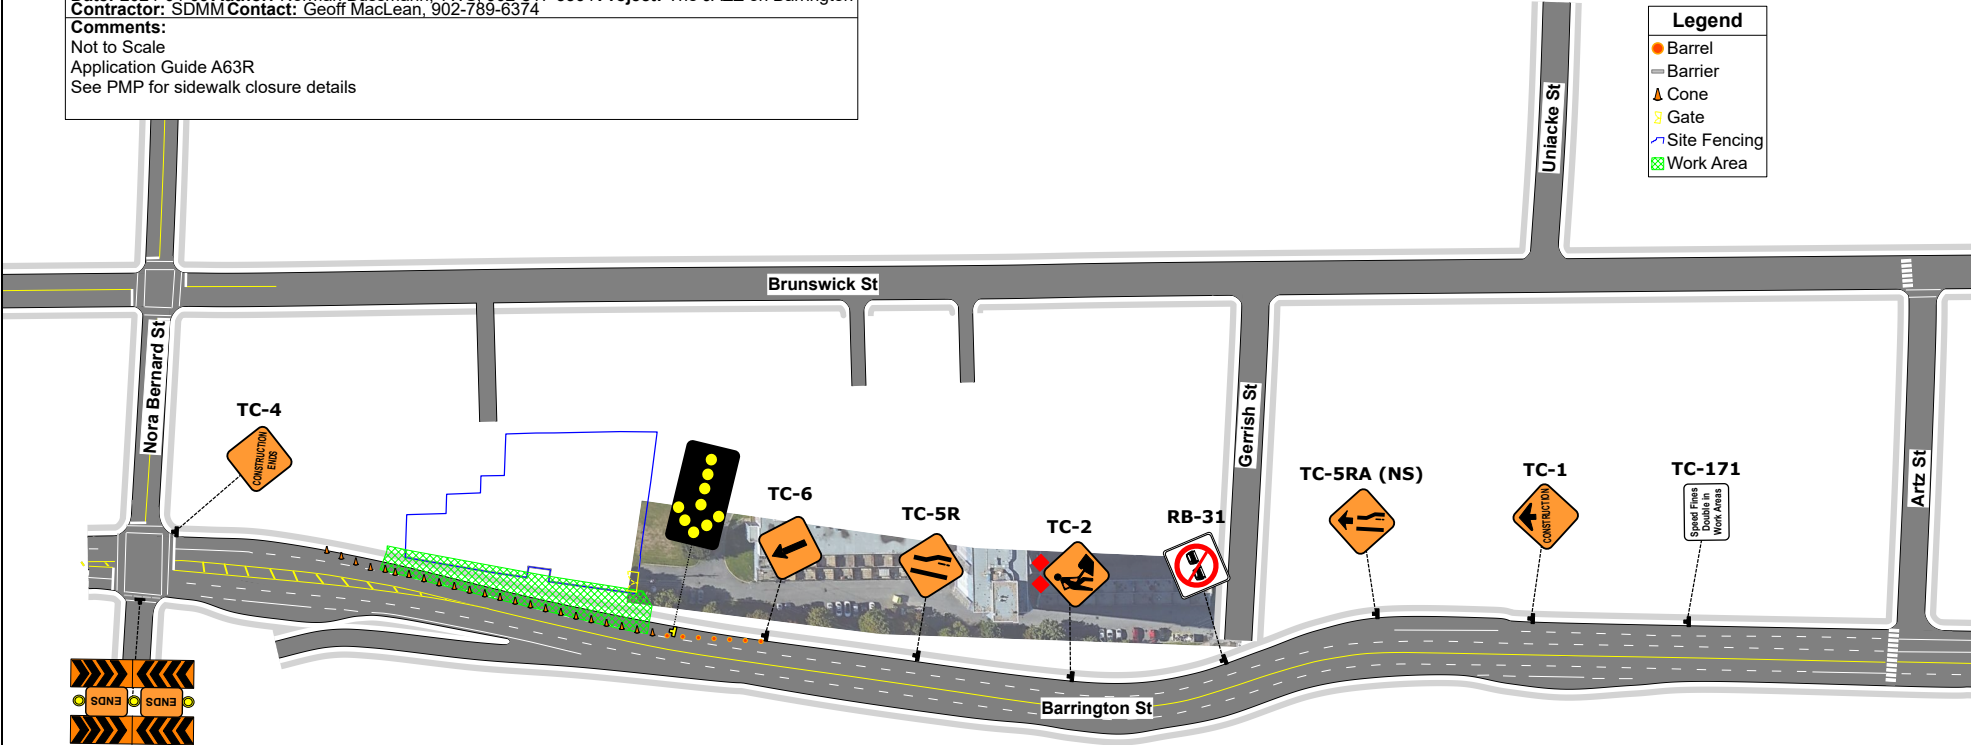 Contractor: SDMM Contact: Geoff MacLean, 902-789-6374
Comments:
Not to Scale
Application Guide A63R
See PMP for sidewalk closure details
Legend
Barrel
Barrier
Cone
Gate
Site Fencing
Work Area
Uniacke St
Brunswick St
Nora Bernard St
Gerrish St
Artz St
Barrington St
TC-4
CONSTRUCTION
ENDS
TC-6
TC-5R
TC-2
RB-31
TC-5RA (NS)
TC-1
CONSTRUCTION
TC-171
Speed Fines
Double in
Work Areas
ENDS
ENDS